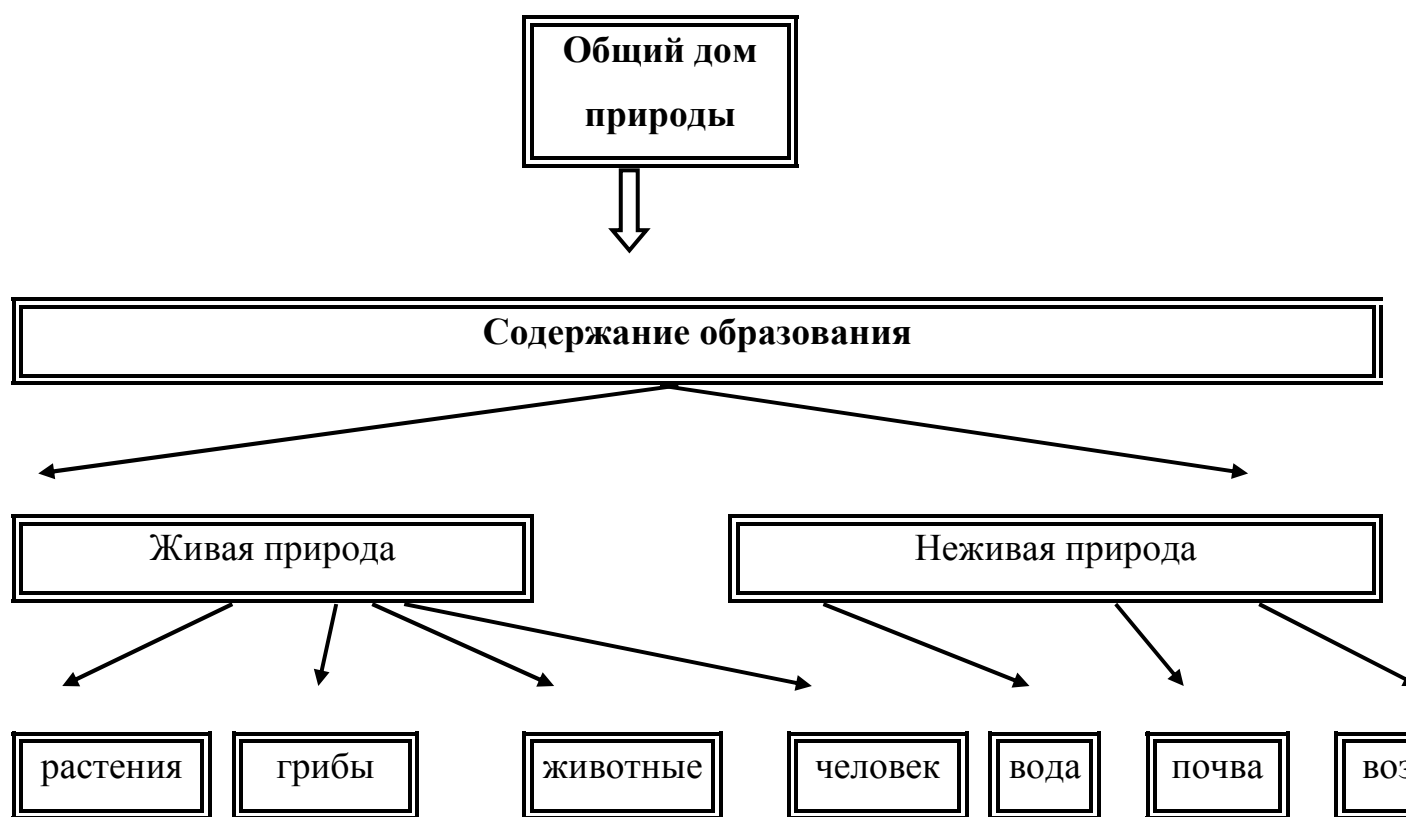 Общий дом
природы
Содержание образования
Живая природа
Неживая природа
растения
грибы
животные
человек
вода
почва